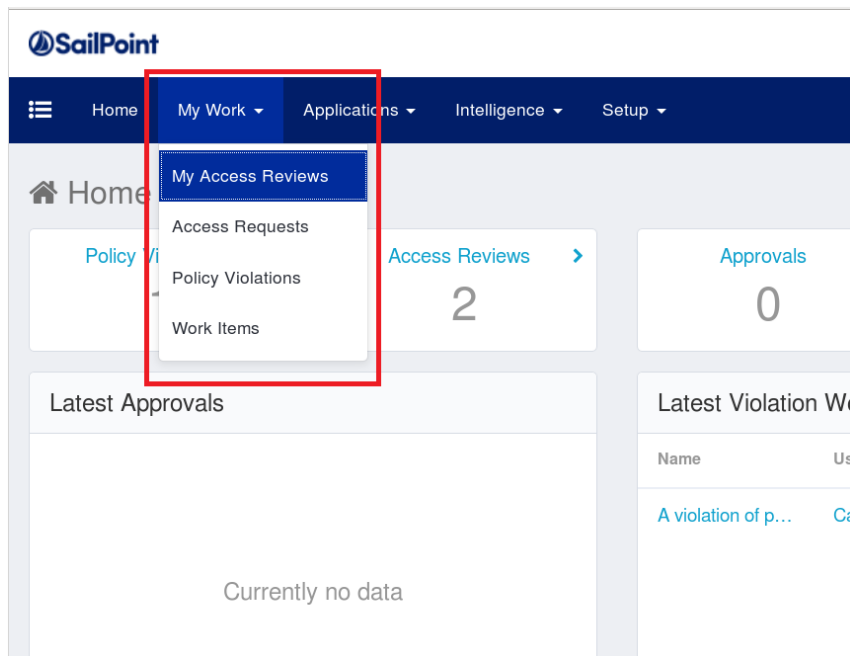 SailPoint
Home My Work Applications Intelligence Setup
My Access Reviews
Home
Access Requests
Policy Access Reviews Approvals
Policy Violations
2 0
Work Items
Latest Approvals Latest Violation
Name
A violation of p...
Currently no data